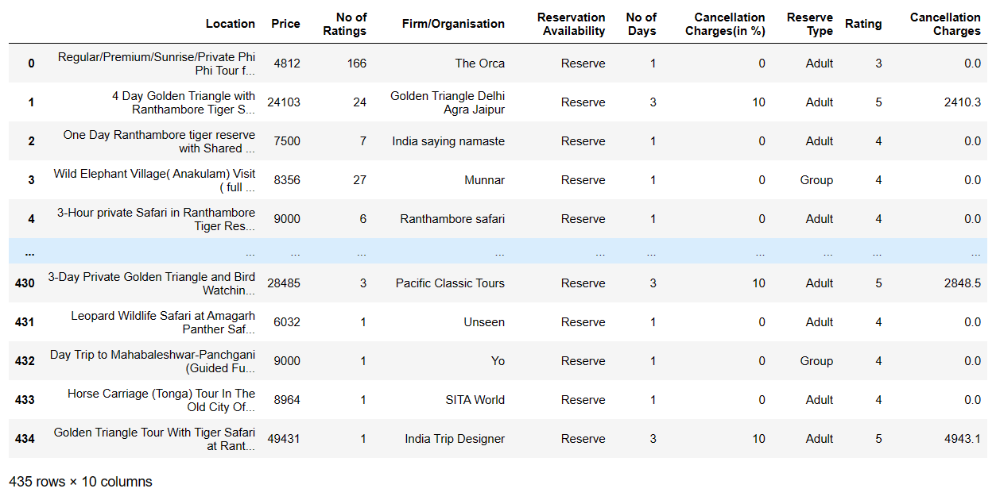 Location Price No of Ratings Firm/Organisation Reservation Availability No of Days Cancellation Charges(in %) Reserve Type Rating Cancellation Charges
0 Regular/Premium/Sunrise/Private Phi Phi Tour f... 4812 166 The Orca Reserve 1 0 Adult 3 0.0
1 4 Day Golden Triangle with Ranthambore Tiger S... 24103 24 Golden Triangle Delhi Agra Jaipur Reserve 3 10 Adult 5 2410.3
2 One Day Ranthambore tiger reserve with Shared ... 7500 7 India saying namaste Reserve 1 0 Adult 4 0.0
3 Wild Elephant Village( Anakulam) Visit ( full ... 8356 27 Munnar Reserve 1 0 Group 4 0.0
4 3-Hour private Safari in Ranthambore Tiger Res... 9000 6 Ranthambore safari Reserve 1 0 Adult 4 0.0
... ... ... ... ... ... ... ... ... ... ...
430 3-Day Private Golden Triangle and Bird Watchin... 28485 3 Pacific Classic Tours Reserve 3 10 Adult 5 2848.5
431 Leopard Wildlife Safari at Amagarh Panther Saf... 6032 1 Unseen Reserve 1 0 Adult 4 0.0
432 Day Trip to Mahabaleshwar-Panchgani (Guided Fu... 9000 1 Yo Reserve 1 0 Group 4 0.0
433 Horse Carriage (Tonga) Tour In The Old City Of... 8964 1 SITA World Reserve 1 0 Adult 4 0.0
434 Golden Triangle Tour With Tiger Safari at Rant... 49431 1 India Trip Designer Reserve 3 10 Adult 5 4943.1
435 rows × 10 columns